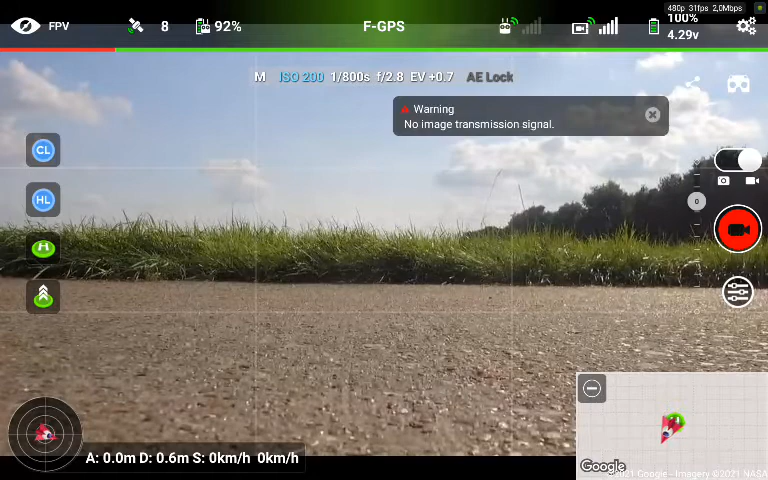 480p 31fps 2,0Mbps
FPV
8
92%
F-GPS
100%
4.29v
M ISO 200 1/800s f/2.8 EV +0.7 AE Lock
Warning
No image transmission signal.
CL
HL
H
0
A: 0.0m D: 0.6m S: 0km/h 0km/h
Google
©2021 Google - Imagery ©2021 NASA